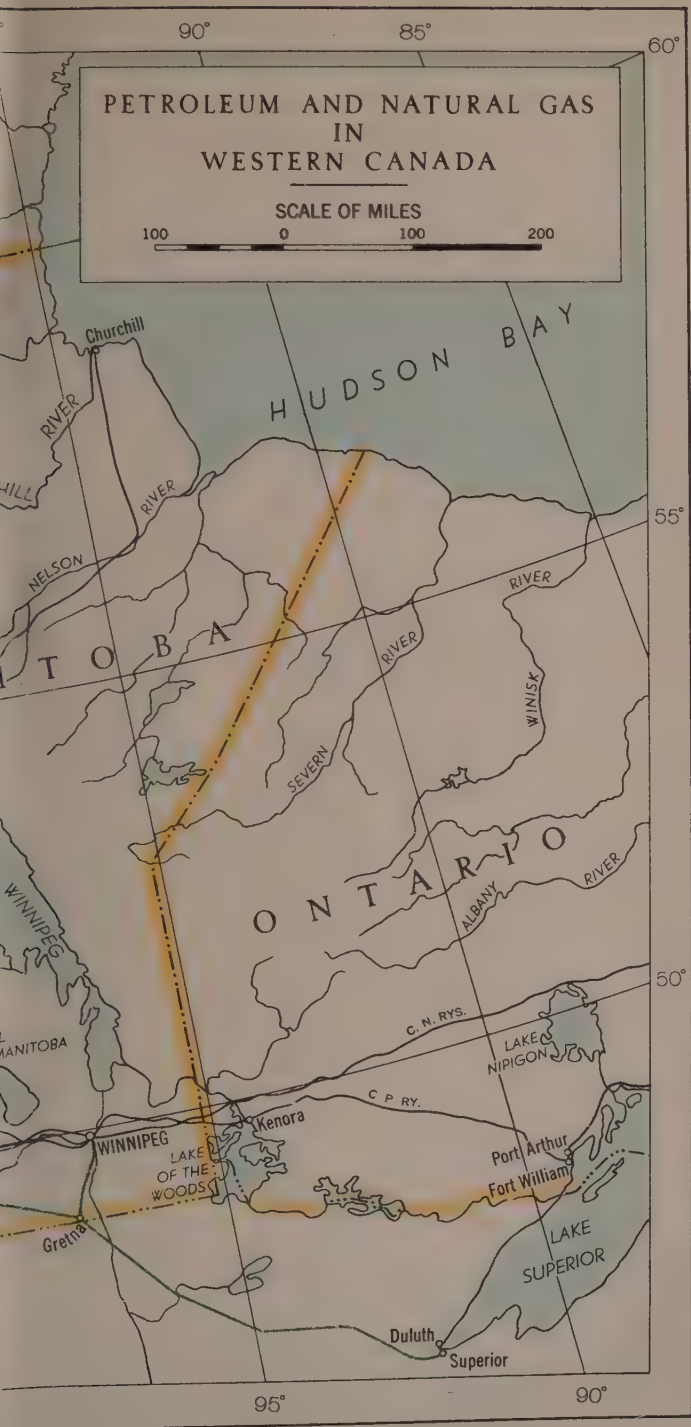 90°
85°
60°
PETROLEUM AND NATURAL GAS
IN
WESTERN CANADA
SCALE OF MILES
100 0 100 200
Churchill
HUDSON BAY
RIVER
HILL
RIVER
NELSON
55°
RIVER
ITOBA
RIVER
WINISK
SEVERN
ONTARIO
WINNIPEG
ALBANY
RIVER
50°
C. N. RYS.
MANITOBA
LAKE
NIPIGON
C P RY.
Kenora
WINNIPEG
LAKE
OF THE
WOODS
Port Arthur
Fort William
Gretna
LAKE
SUPERIOR
Duluth
Superior
95°
90°